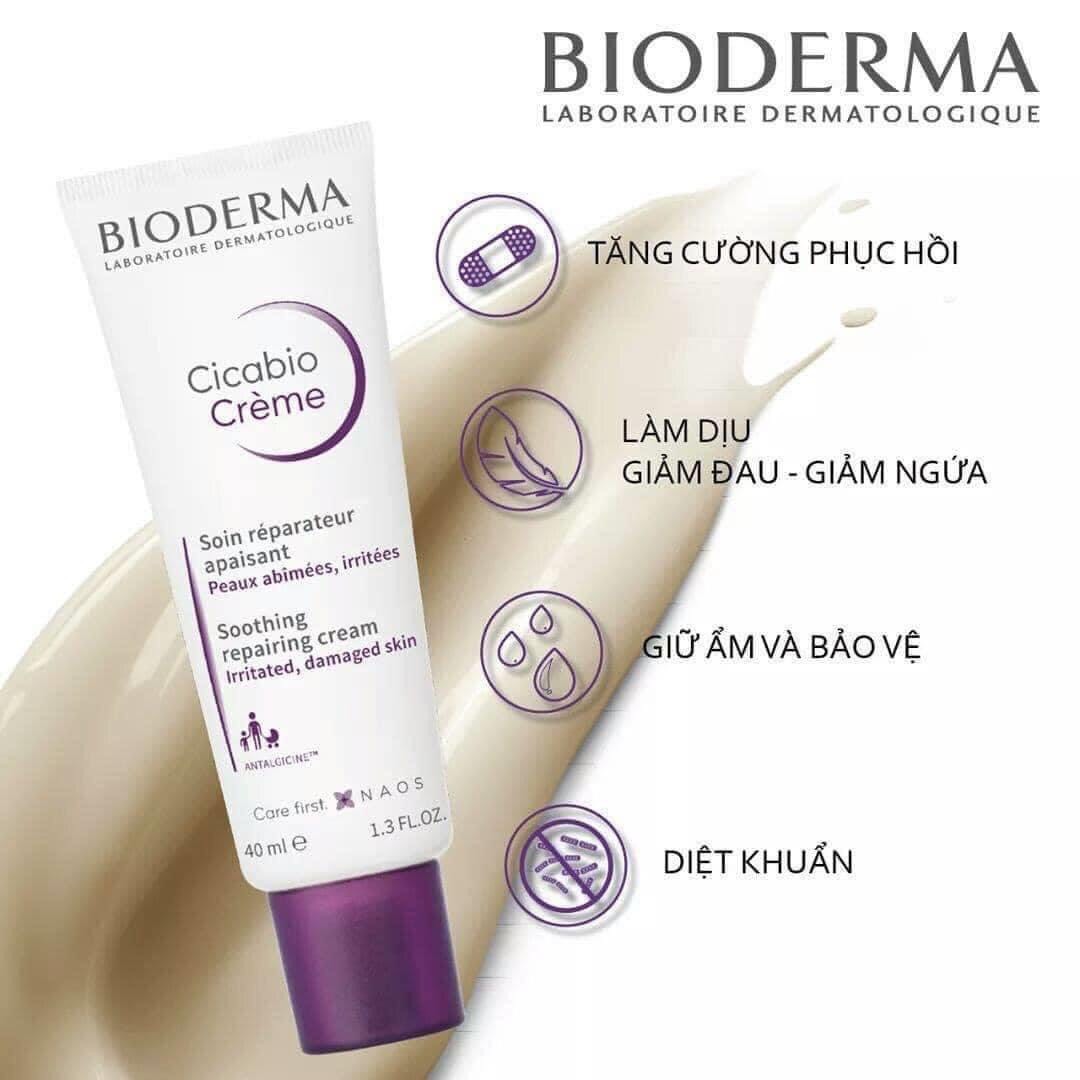 BIODERMA
LABORATOIRE DERMATOLOGIQUE
BIODERMA
LABORATOIRE DERMATOLOGIQUE
Cicabio
Crème
Soin réparateur
apaisant
Peaux abîmées, irritées
Soothing
repairing cream
Irritated, damaged skin
ANTALGICINE™
Care first. NAOS
40 ml ℮ 1.3 FL.OZ.
TĂNG CƯỜNG PHỤC HỒI
LÀM DỊU
GIẢM ĐAU - GIẢM NGỨA
GIỮ ẨM VÀ BẢO VỆ
DIỆT KHUẨN